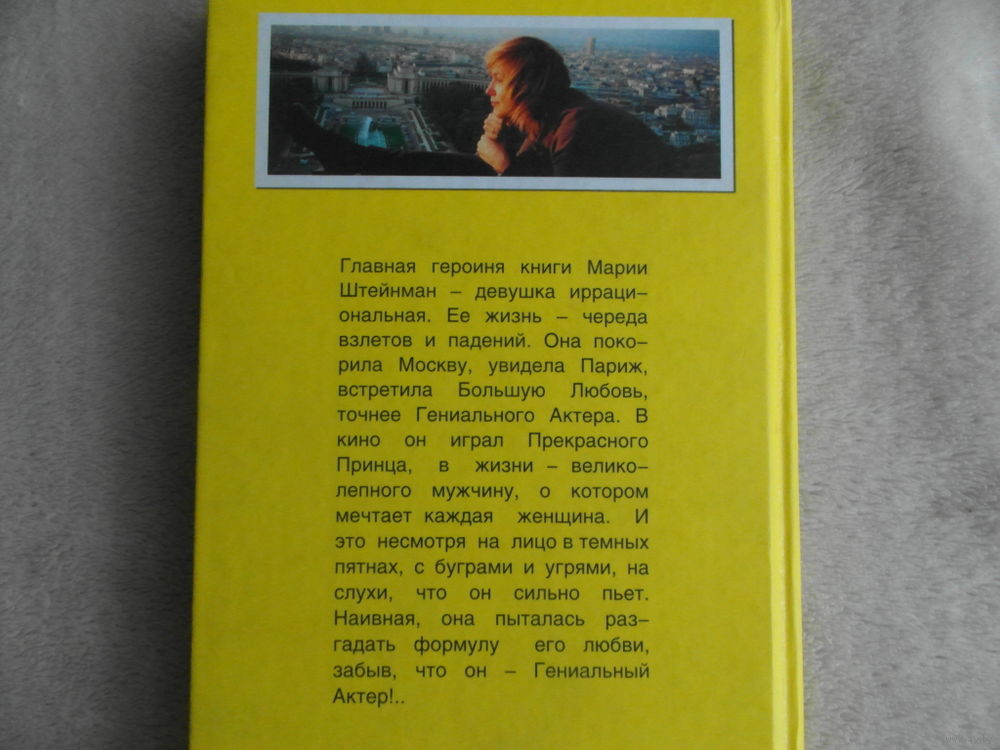 Главная героиня книги Марии
Штейнман – девушка ирраци–
ональная. Ее жизнь – череда
взлетов и падений. Она поко–
рила Москву, увидела Париж,
встретила Большую Любовь,
точнее Гениального Актера. В
кино он играл Прекрасного
Принца, в жизни – велико–
лепного мужчину, о котором
мечтает каждая женщина. И
это несмотря на лицо в темных
пятнах, с буграми и угрями, на
слухи, что он сильно пьет.
Наивная, она пыталась раз–
гадать формулу его любви,
забыв, что он – Гениальный
Актер!..